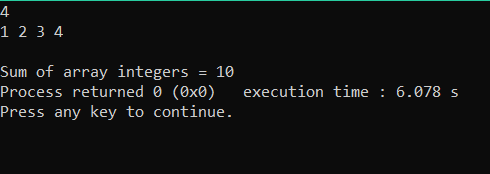 4
1 2 3 4
Sum of array integers = 10
Process returned 0 (0x0)   execution time : 6.078 s
Press any key to continue.